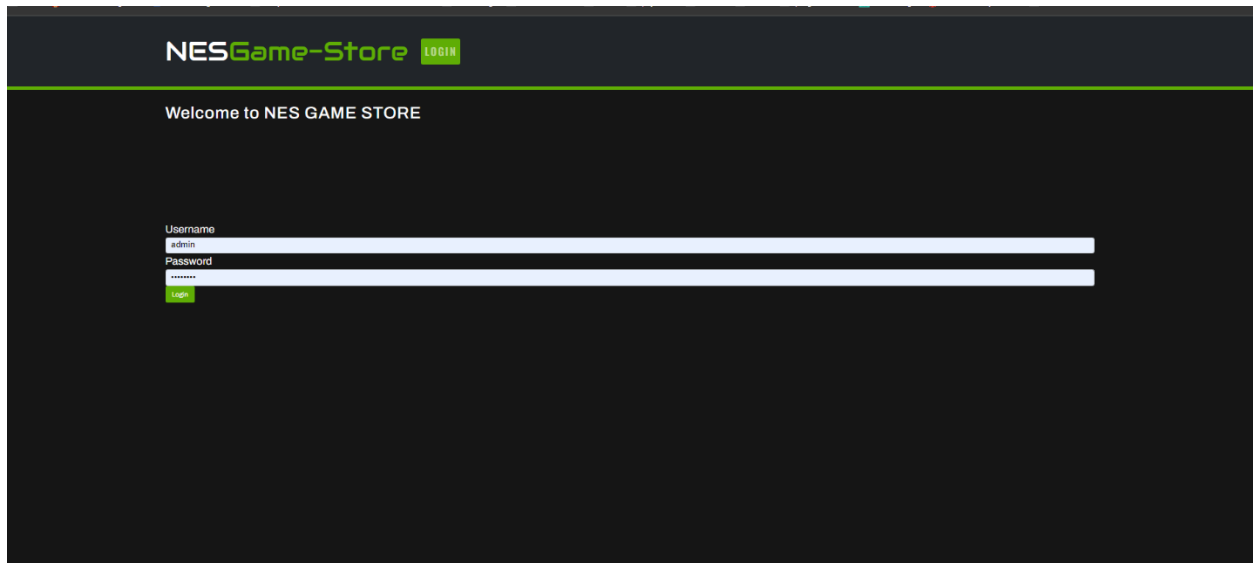 NESGame-Store LOGIN
Welcome to NES GAME STORE
Username
admin
Password
••••••••
Login